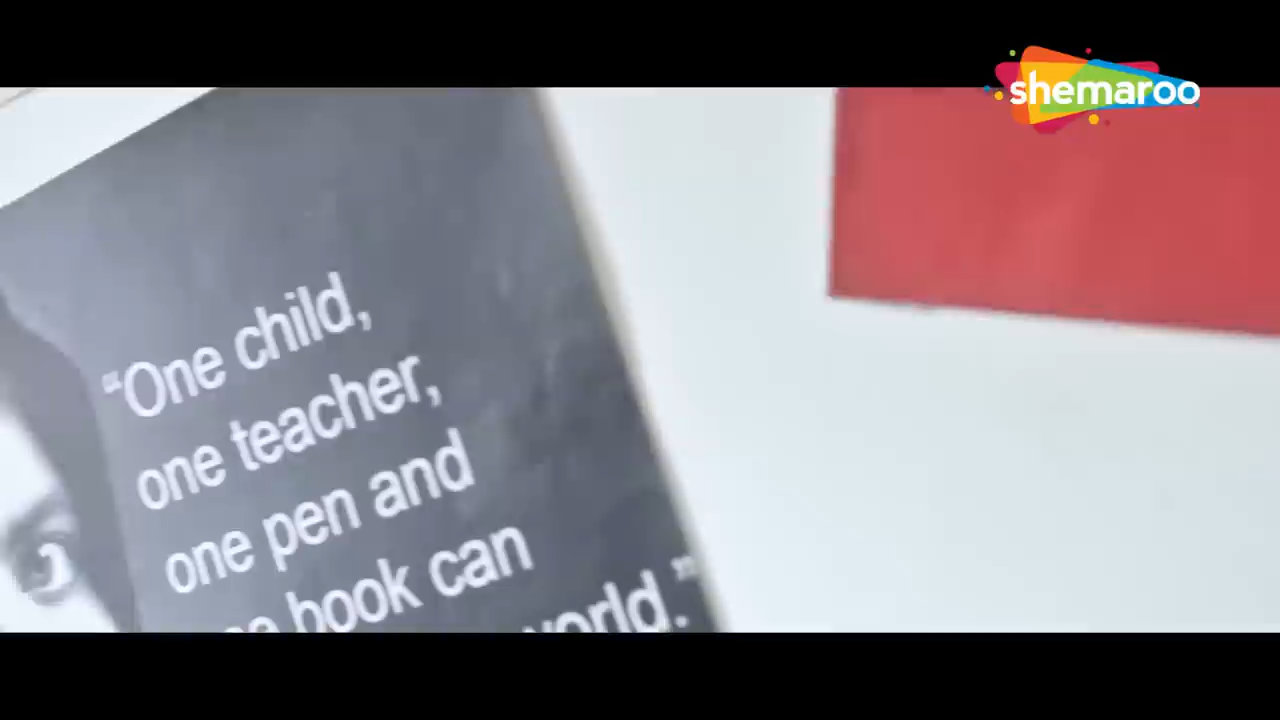 shemaroo
“One child,
one teacher,
one pen and
book can
world.”